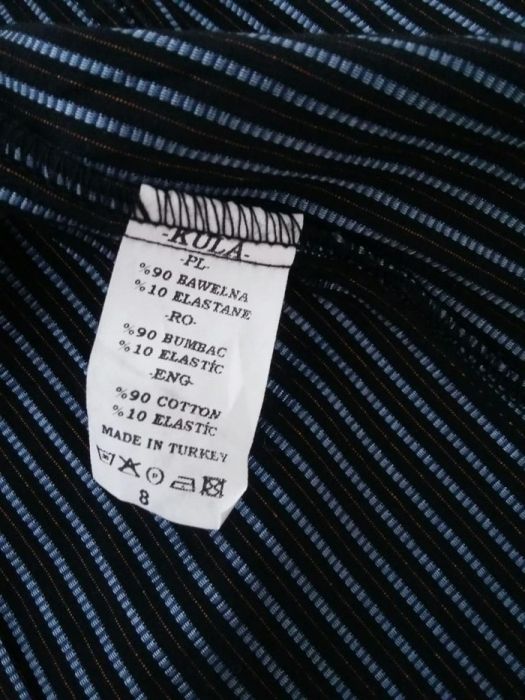 -KULA-
-PL-
%90 BAWELNA
%10 ELASTANE
-RO-
%90 BUMBAC
%10 ELASTİC
-ENG-
%90 COTTON
%10 ELASTİC
MADE IN TURKEY
P
8